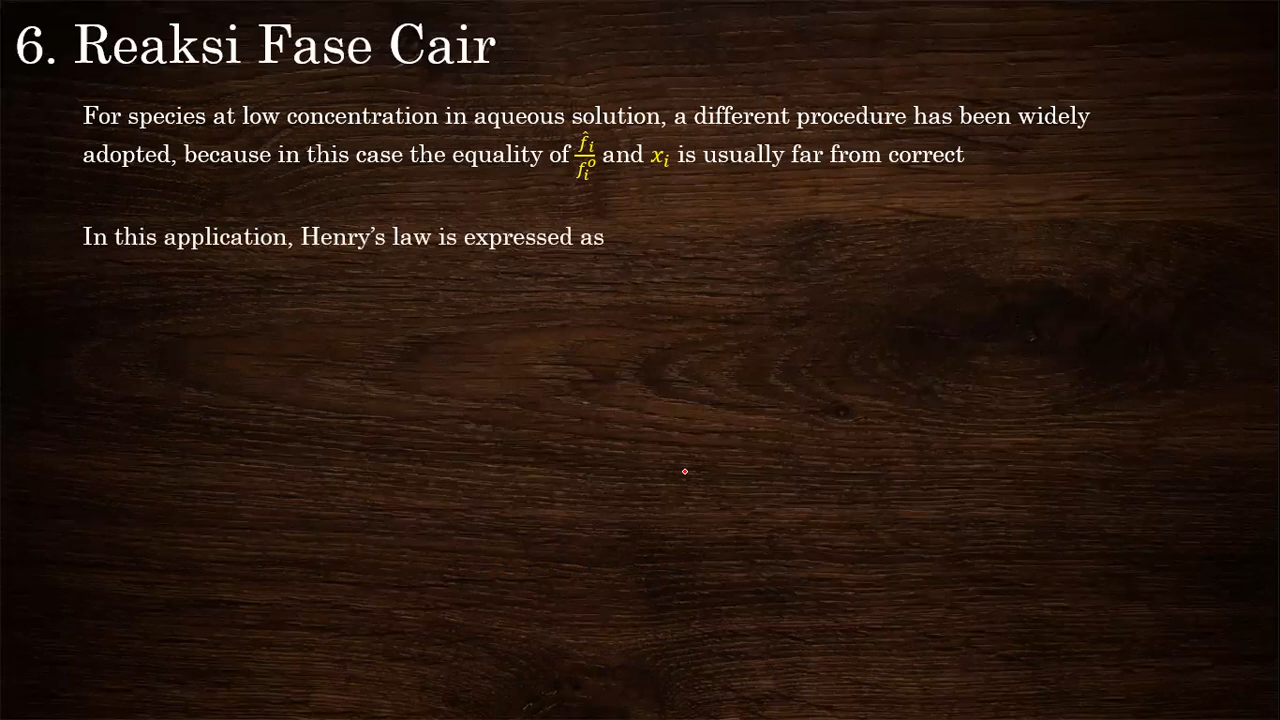 6. Reaksi Fase Cair
For species at low concentration in aqueous solution, a different procedure has been widely
adopted, because in this case the equality of f̂ᵢ/fᵢ° and xᵢ is usually far from correct
In this application, Henry’s law is expressed as